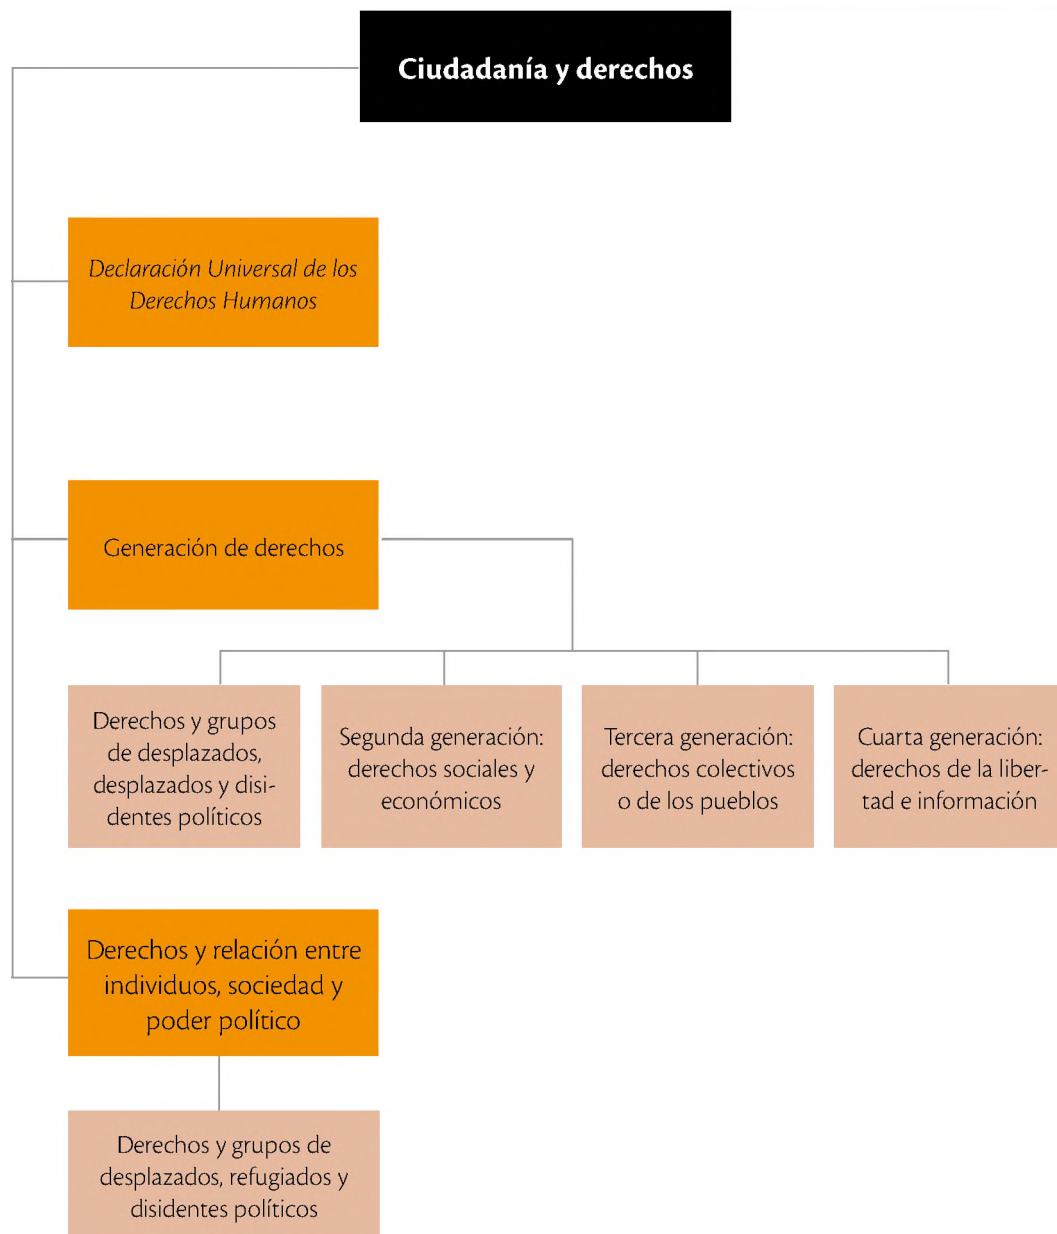 Ciudadanía y derechos
Declaración Universal de los
Derechos Humanos
Generación de derechos
Derechos y grupos
de desplazados,
desplazados y disi-
dentes políticos
Segunda generación:
derechos sociales y
económicos
Tercera generación:
derechos colectivos
o de los pueblos
Cuarta generación:
derechos de la liber-
tad e información
Derechos y relación entre
individuos, sociedad y
poder político
Derechos y grupos de
desplazados, refugiados y
disidentes políticos